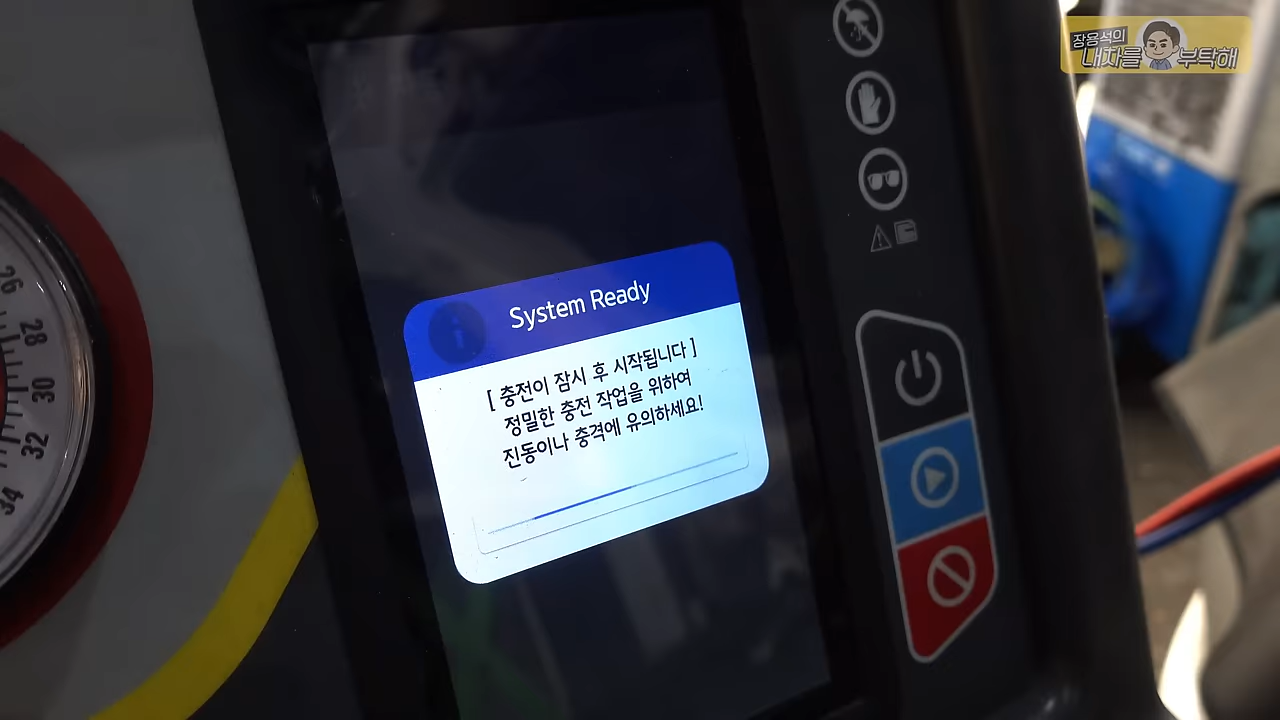 장용석의
내차를 부탁해
System Ready
[ 충전이 잠시 후 시작됩니다 ]
정밀한 충전 작업을 위하여
진동이나 충격에 유의하세요!
26
28
30
32
34